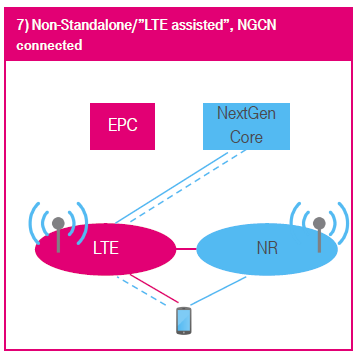 7) Non-Standalone/”LTE assisted”, NGCN
connected
EPC
NextGen
Core
LTE
NR